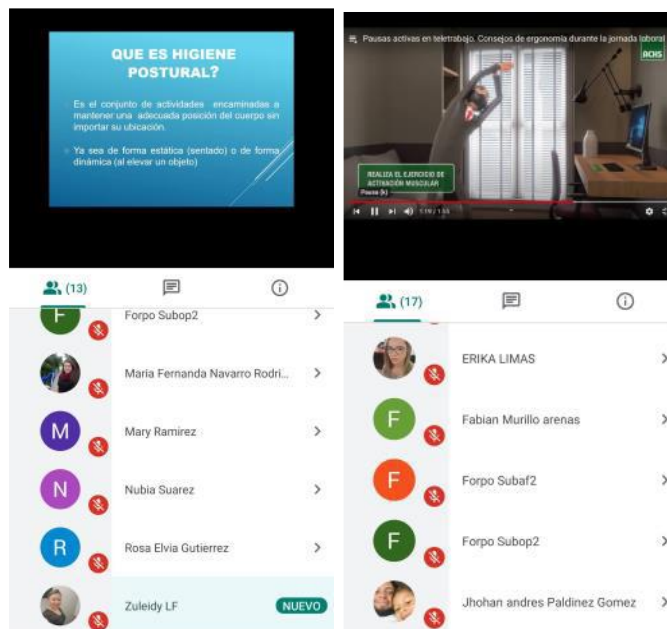 QUE ES HIGIENE
POSTURAL?
Es el conjunto de actividades encaminadas a
mantener una adecuada posición del cuerpo sin
importar su ubicación.
Ya sea de forma estática (sentado) o de forma
dinámica (al elevar un objeto)
(13)
F
Forpo Subop2
Maria Fernanda Navarro Rodri...
M
Mary Ramirez
N
Nubia Suarez
R
Rosa Elvia Gutierrez
Zuleidy LF
NUEVO
Pausas activas en teletrabajo. Consejos de ergonomía durante la jornada laboral
ACHS
REALIZA EL EJERCICIO DE
ACTIVACIÓN MUSCULAR
Pausa (k)
(17)
ERIKA LIMAS
F
Fabian Murillo arenas
F
Forpo Subaf2
F
Forpo Subop2
Jhohan andres Paldinez Gomez